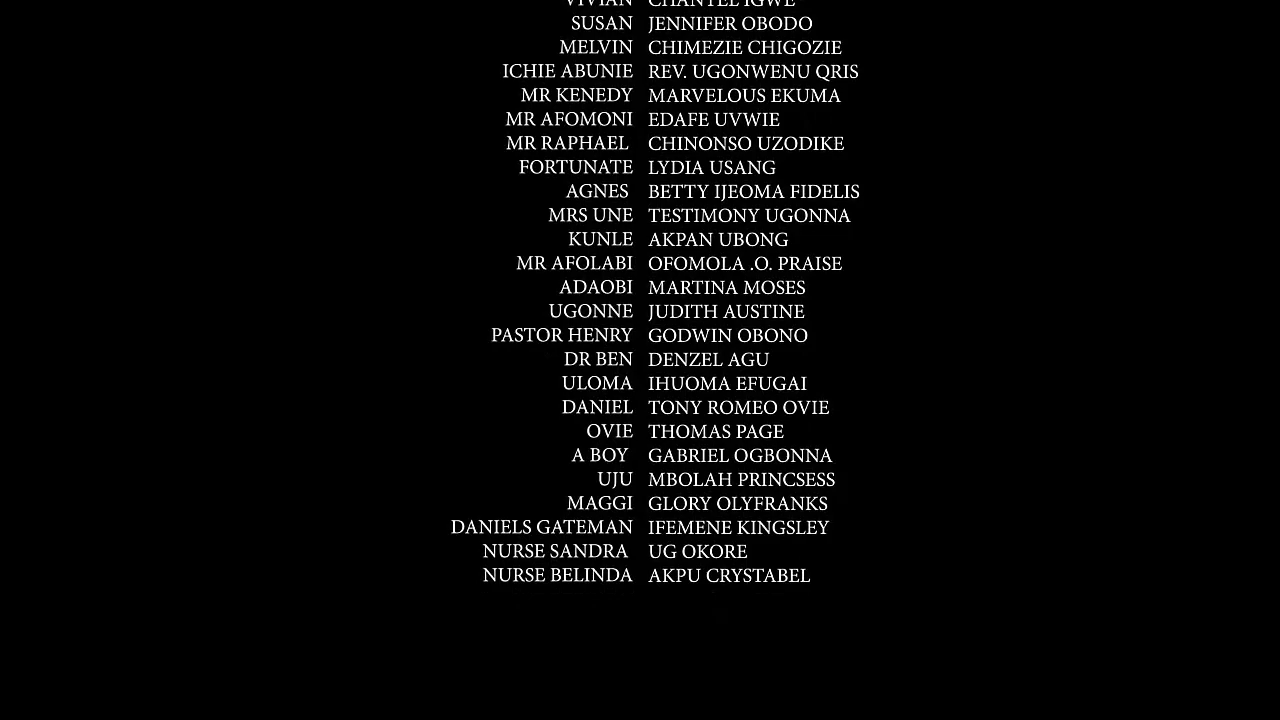 VIVIAN CHANTEL IGWE
SUSAN JENNIFER OBODO
MELVIN CHIMEZIE CHIGOZIE
ICHIE ABUNIE REV. UGONWENU QRIS
MR KENEDY MARVELOUS EKUMA
MR AFOMONI EDAFE UVWIE
MR RAPHAEL CHINONSO UZODIKE
FORTUNATE LYDIA USANG
AGNES BETTY IJEOMA FIDELIS
MRS UNE TESTIMONY UGONNA
KUNLE AKPAN UBONG
MR AFOLABI OFOMOLA .O. PRAISE
ADAOBI MARTINA MOSES
UGONNE JUDITH AUSTINE
PASTOR HENRY GODWIN OBONO
DR BEN DENZEL AGU
ULOMA IHUOMA EFUGAI
DANIEL TONY ROMEO OVIE
OVIE THOMAS PAGE
A BOY GABRIEL OGBONNA
UJU MBOLAH PRINCSESS
MAGGI GLORY OLYFRANKS
DANIELS GATEMAN IFEMENE KINGSLEY
NURSE SANDRA UG OKORE
NURSE BELINDA AKPU CRYSTABEL